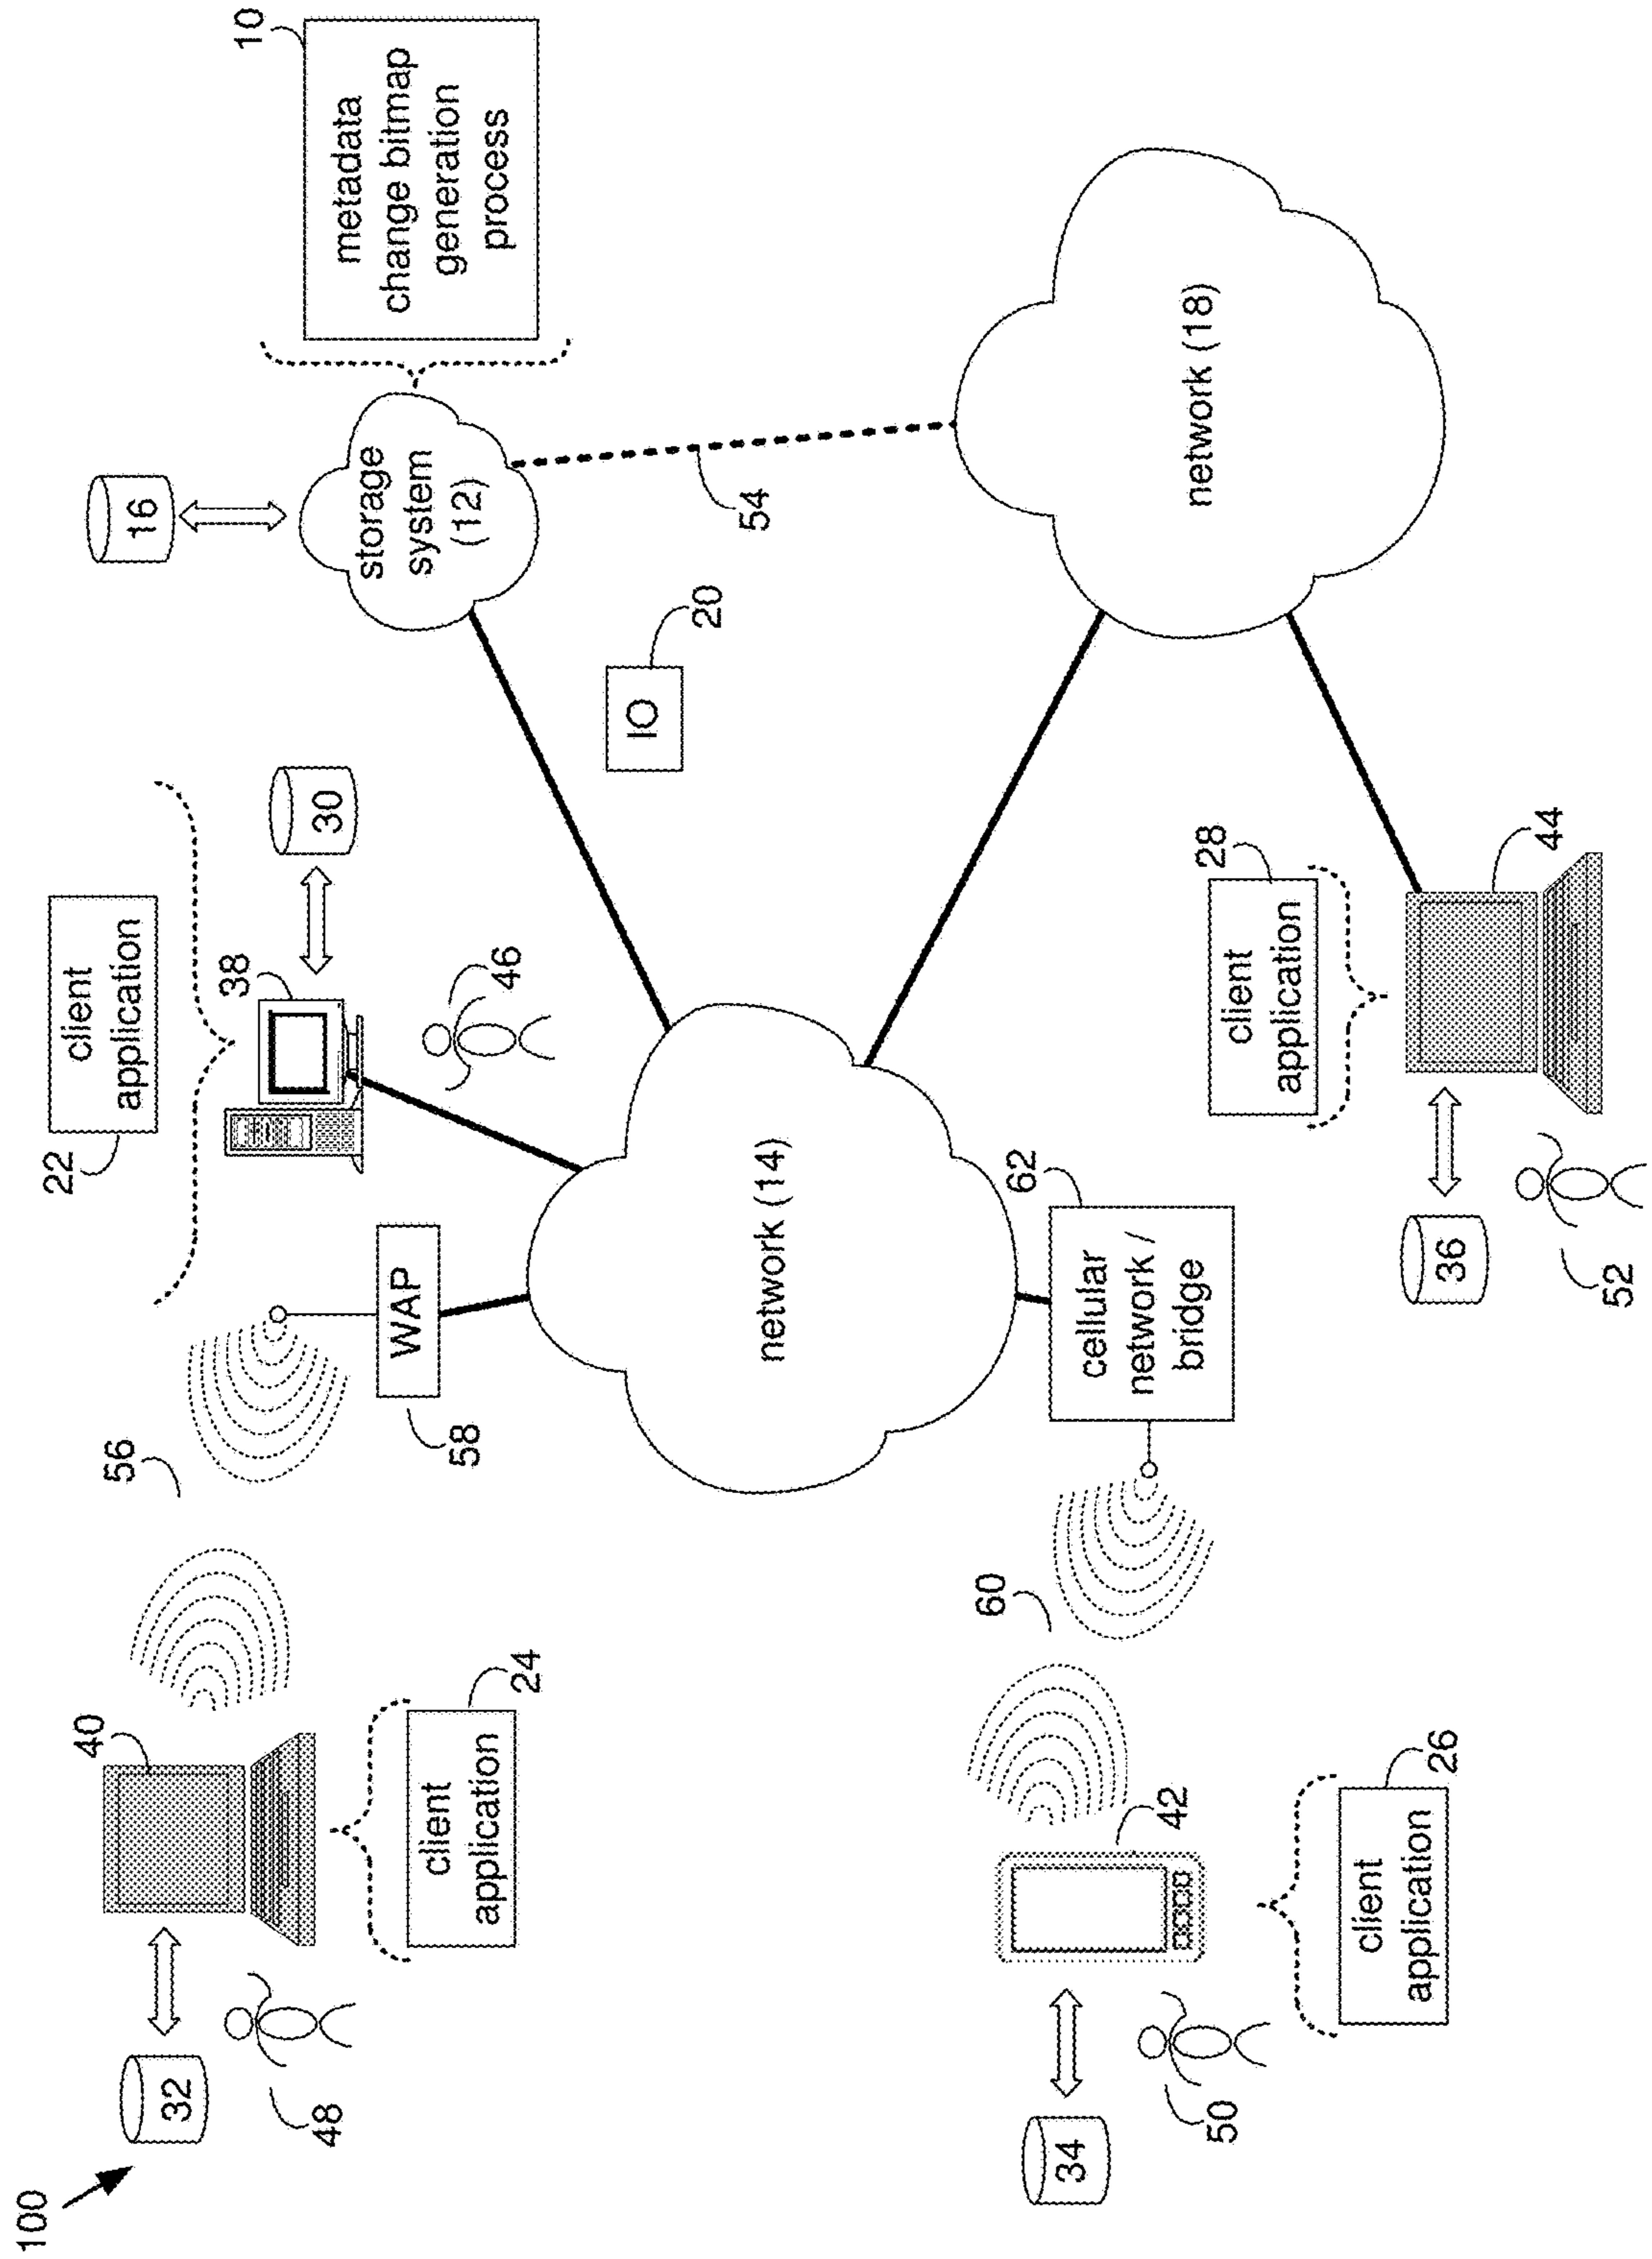 100
32
48
40
client
application
24
56
WAP
58
client
application
22
38
30
46
16
storage
system
(12)
10
metadata
change bitmap
generation
process
IO
20
54
network (14)
network (18)
34
50
42
client
application
26
60
cellular
network /
bridge
62
client
application
28
44
36
52